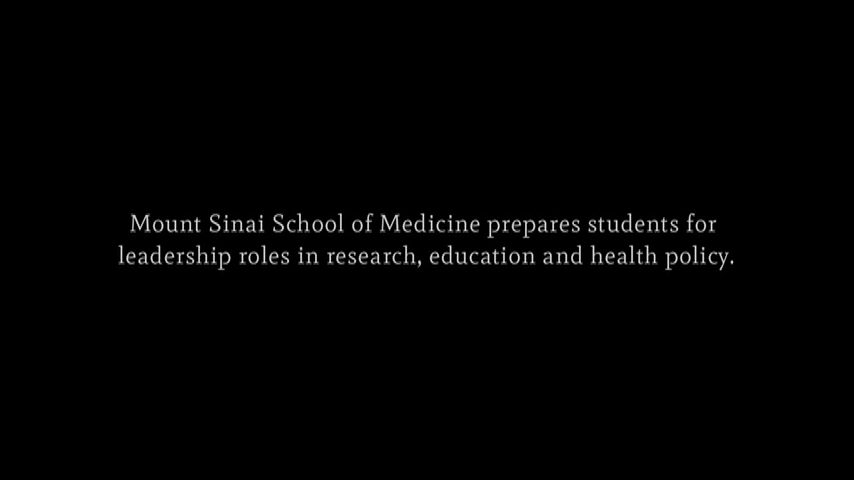 Mount Sinai School of Medicine prepares students for
leadership roles in research, education and health policy.